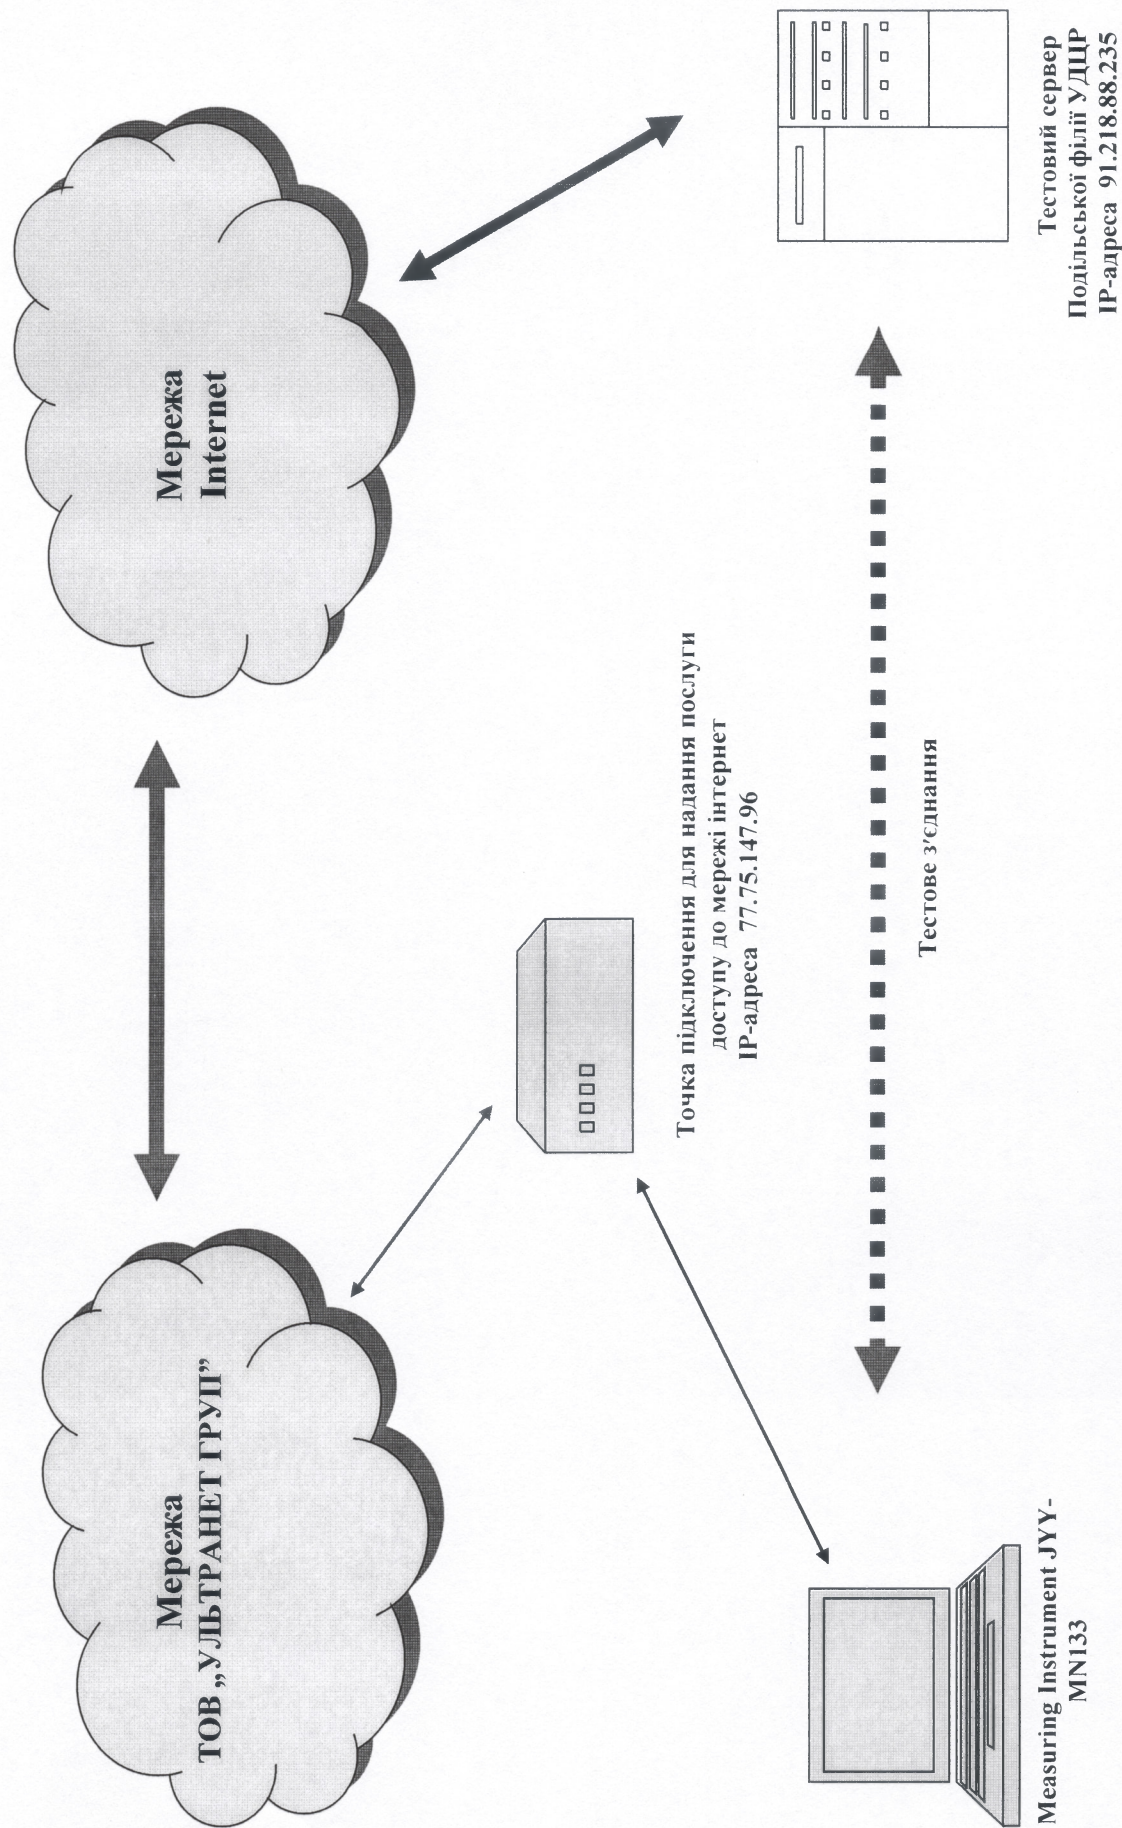 Мережа
ТОВ „УЛЬТРАНЕТ ГРУП”
Мережа
Internet
Точка підключення для надання послуги
доступу до мережі інтернет
IP-адреса 77.75.147.96
Тестове з'єднання
Measuring Instrument JYY-
MN133
Тестовий сервер
Подільської філії УДЦР
IP-адреса 91.218.88.235